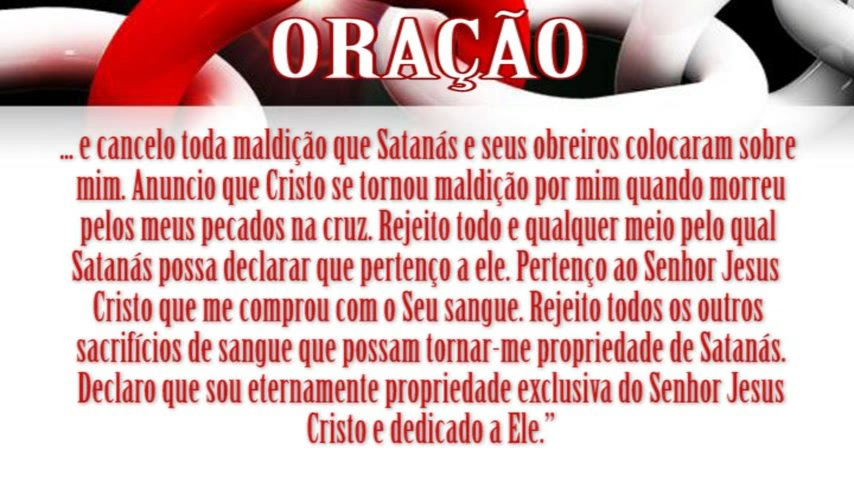 ORAÇÃO
... e cancelo toda maldição que Satanás e seus obreiros colocaram sobre
mim. Anuncio que Cristo se tornou maldição por mim quando morreu
pelos meus pecados na cruz. Rejeito todo e qualquer meio pelo qual
Satanás possa declarar que pertenço a ele. Pertenço ao Senhor Jesus
Cristo que me comprou com o Seu sangue. Rejeito todos os outros
sacrifícios de sangue que possam tornar-me propriedade de Satanás.
Declaro que sou eternamente propriedade exclusiva do Senhor Jesus
Cristo e dedicado a Ele.”